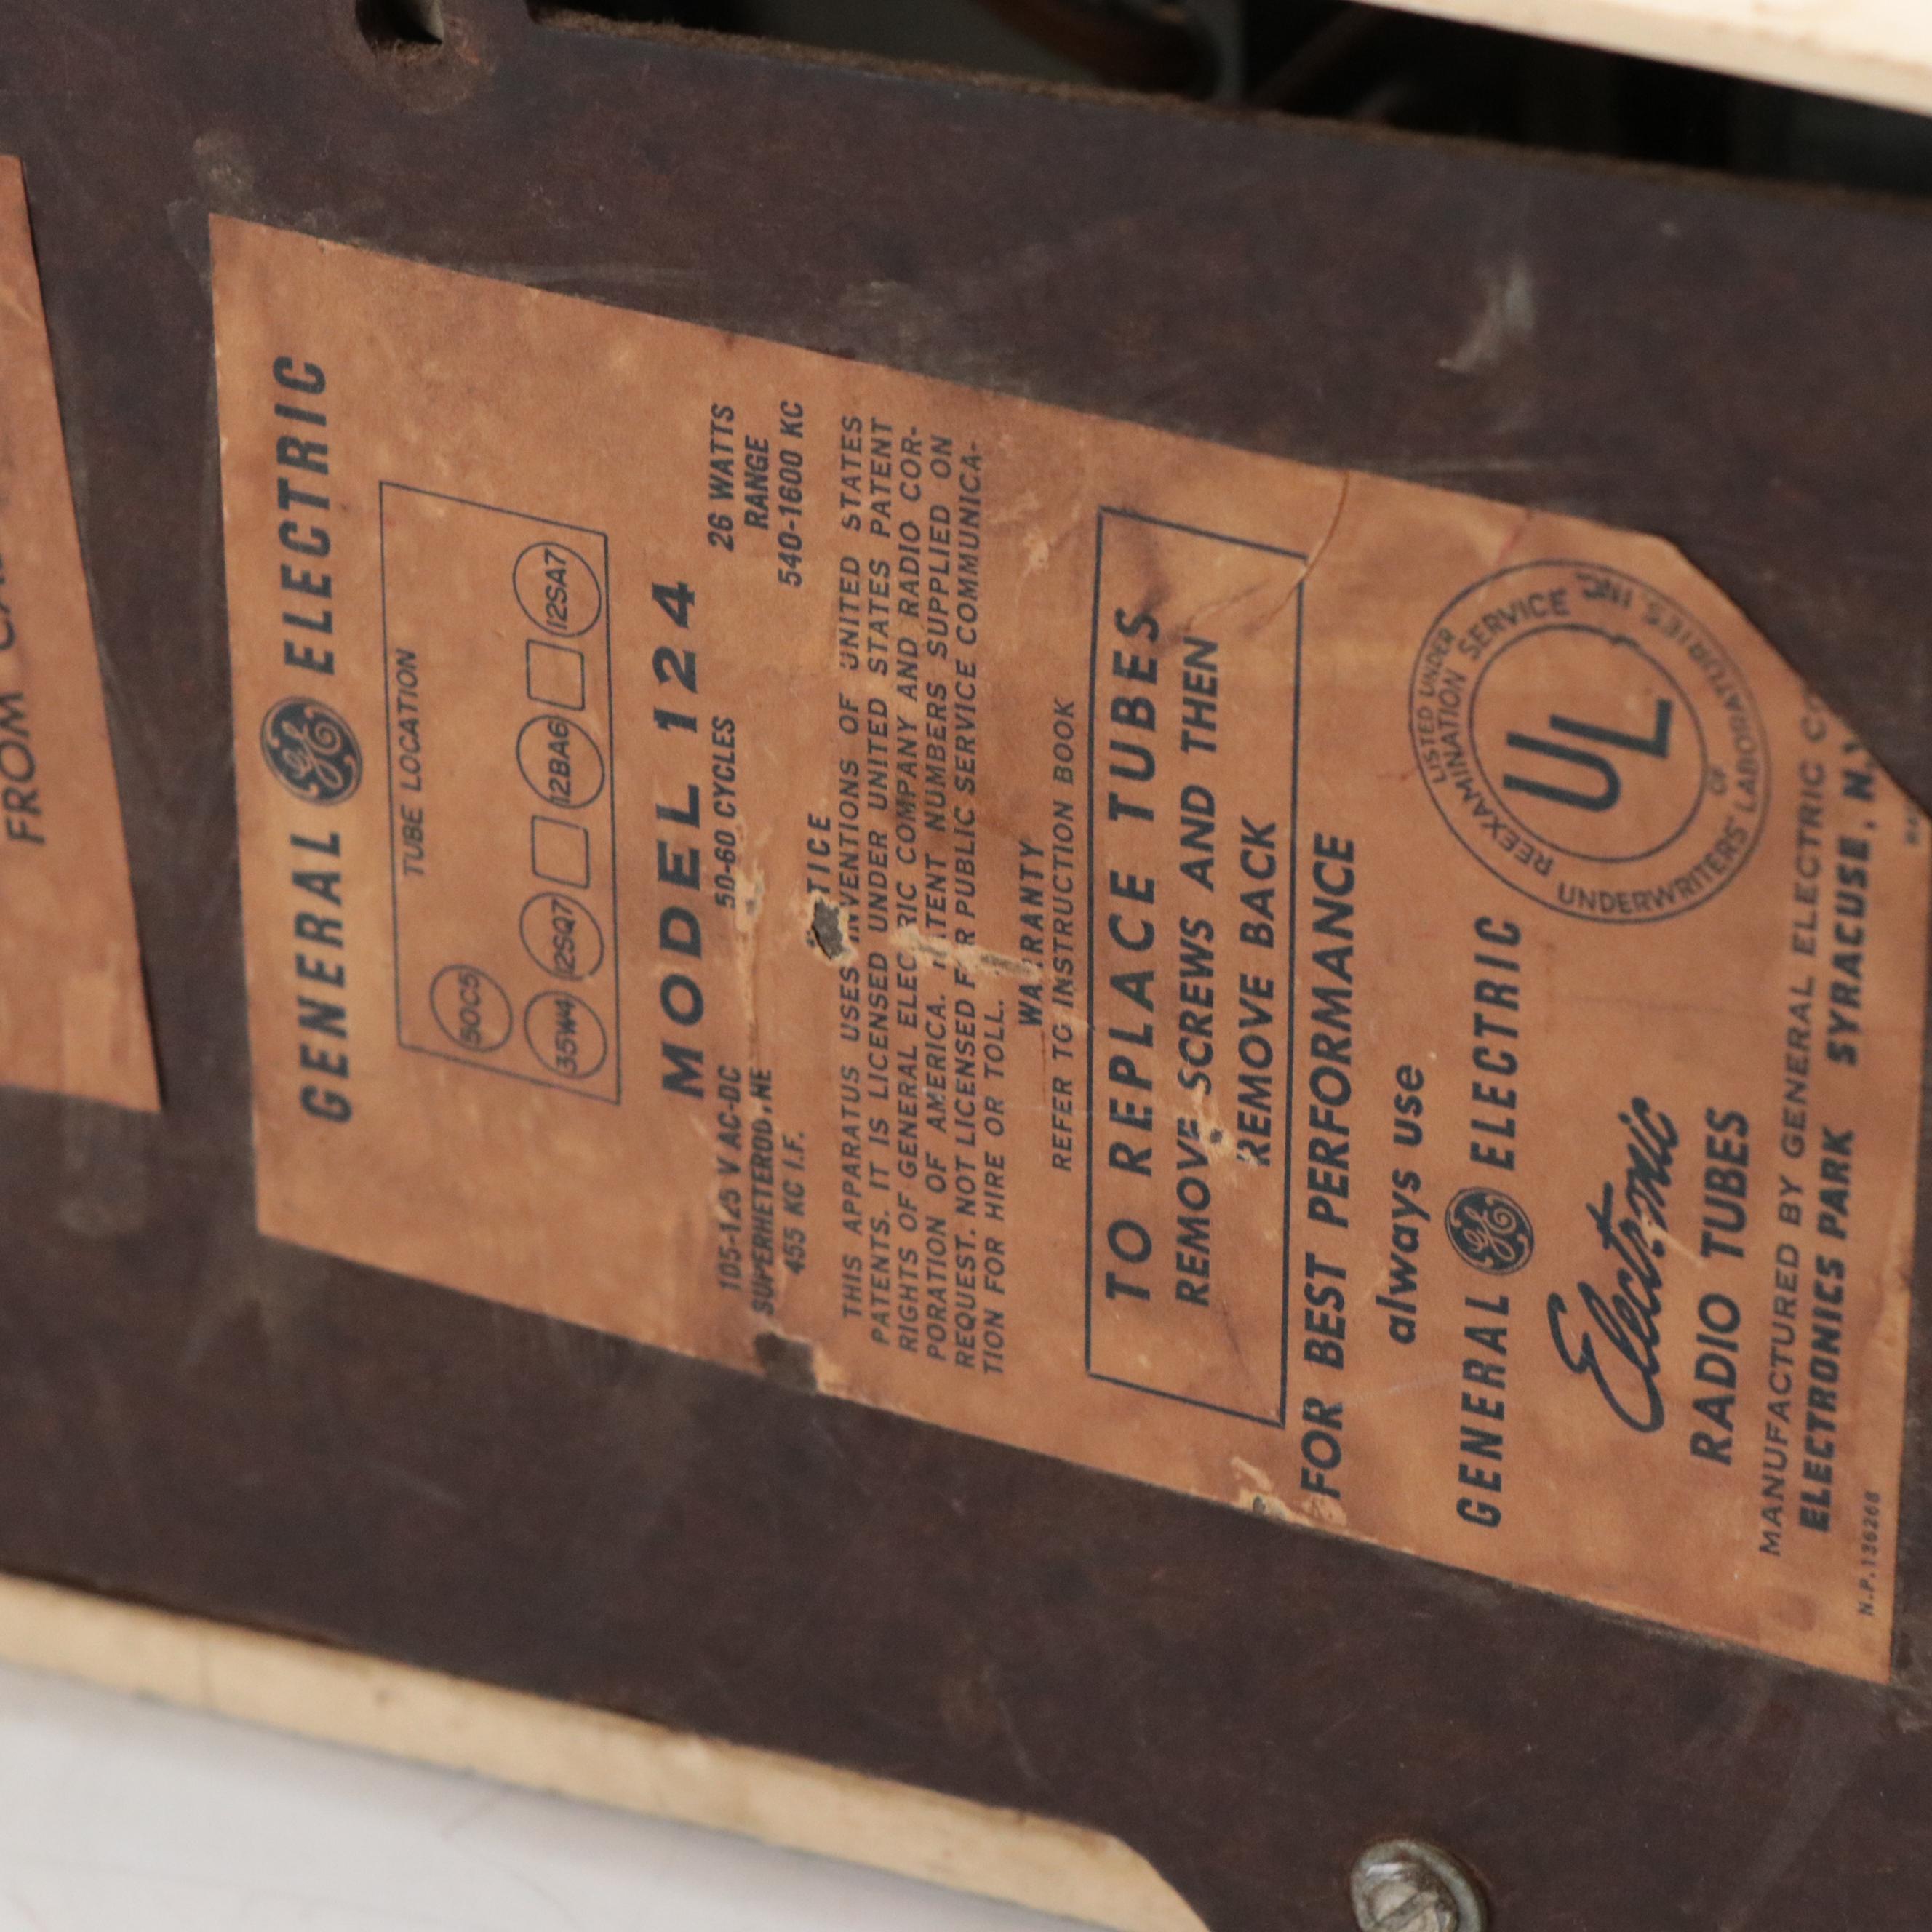 FROM
GENERAL GE ELECTRIC
TUBE LOCATION
50C5
35W4 12SQ7 12BA6 12SA7
MODEL 124
105-125 V AC-DC 50-60 CYCLES 26 WATTS
SUPERHETERODYNE RANGE
455 KC I.F. 540-1600 KC
TICE
THIS APPARATUS USES INVENTIONS OF UNITED STATES
PATENTS. IT IS LICENSED UNDER UNITED STATES PATENT
RIGHTS OF GENERAL ELECTRIC COMPANY AND RADIO COR-
PORATION OF AMERICA. PATENT NUMBERS SUPPLIED ON
REQUEST. NOT LICENSED FOR PUBLIC SERVICE COMMUNICA-
TION FOR HIRE OR TOLL.
WARRANTY
REFER TO INSTRUCTION BOOK
TO REPLACE TUBES
REMOVE SCREWS AND THEN
REMOVE BACK
FOR BEST PERFORMANCE
always use
GENERAL GE ELECTRIC
Electronic
RADIO TUBES
LISTED UNDER
REEXAMINATION SERVICE
UL
OF
UNDERWRITERS' LABORATORIES, INC.
MANUFACTURED BY GENERAL ELECTRIC CO
ELECTRONICS PARK SYRACUSE, N.Y.
N.P. 13626B